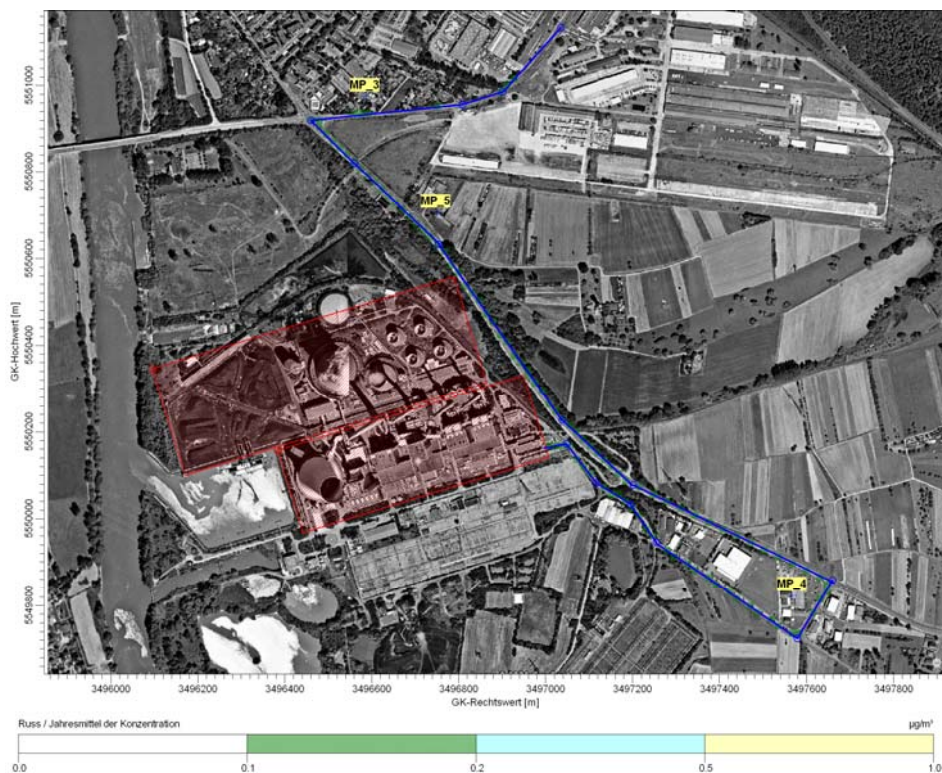 MP_3
MP_5
MP_4
GK-Hochwert [m]
5551000
5550800
5550600
5550400
5550200
5550000
5549800
3496000 3496200 3496400 3496600 3496800 3497000 3497200 3497400 3497600 3497800
GK-Rechtswert [m]
Russ / Jahresmittel der Konzentration µg/m³
0.0 0.1 0.2 0.5 1.0